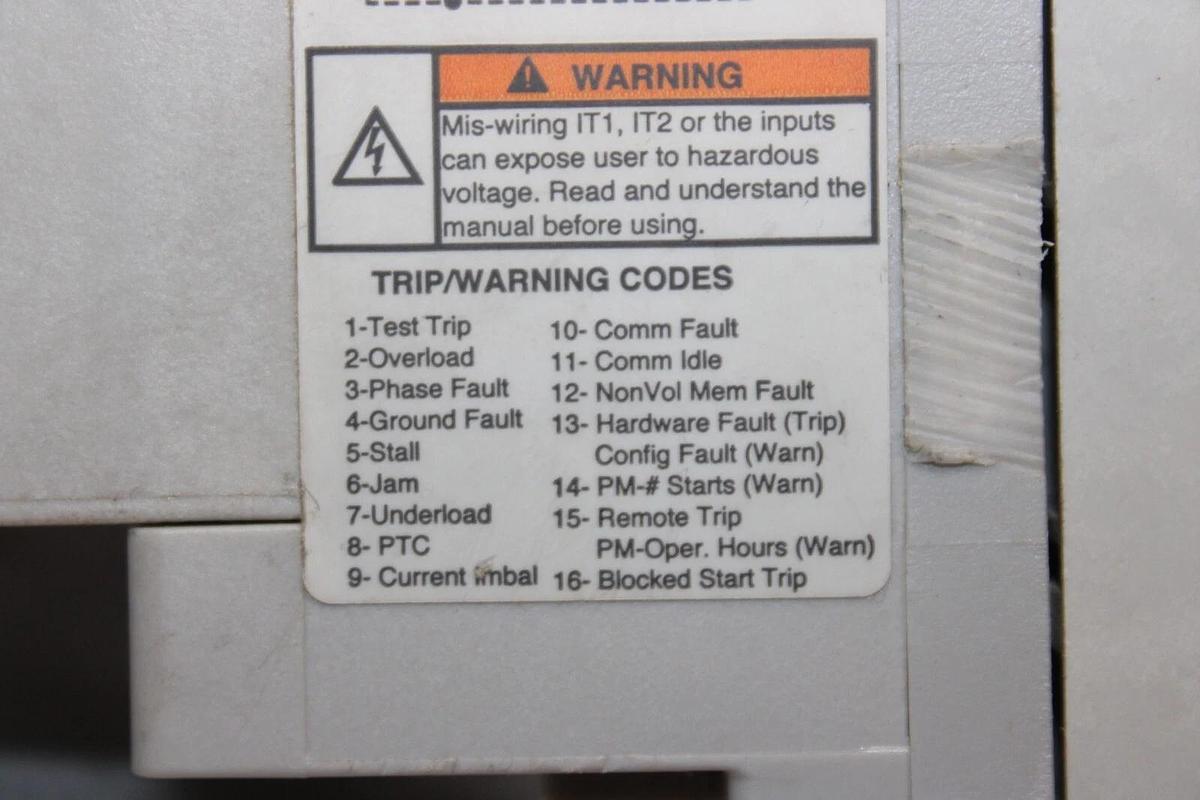 WARNING
Mis-wiring IT1, IT2 or the inputs
can expose user to hazardous
voltage. Read and understand the
manual before using.
TRIP/WARNING CODES
1-Test Trip
2-Overload
3-Phase Fault
4-Ground Fault
5-Stall
6-Jam
7-Underload
8- PTC
9- Current Imbal
10- Comm Fault
11- Comm Idle
12- NonVol Mem Fault
13- Hardware Fault (Trip)
Config Fault (Warn)
14- PM-# Starts (Warn)
15- Remote Trip
PM-Oper. Hours (Warn)
16- Blocked Start Trip